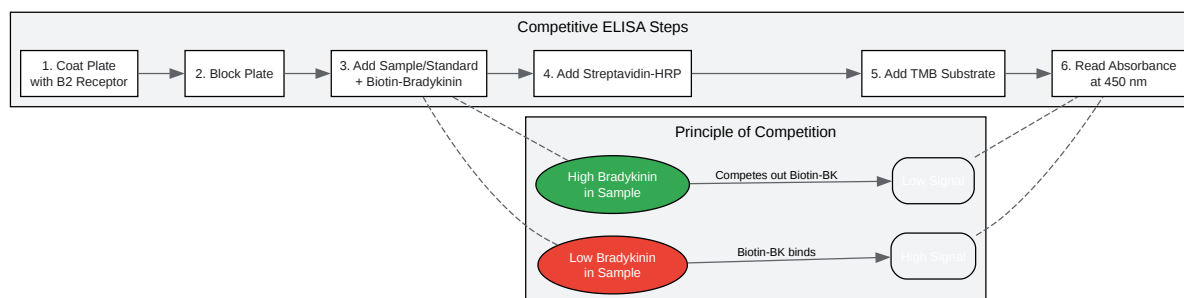 Competitive ELISA Steps
1. Coat Plate
with B2 Receptor
2. Block Plate
3. Add Sample/Standard
+ Biotin-Bradykinin
4. Add Streptavidin-HRP
5. Add TMB Substrate
6. Read Absorbance
at 450 nm
Principle of Competition
High Bradykinin
in Sample
Competes out Biotin-BK
Low Signal
Low Bradykinin
in Sample
Biotin-BK binds
High Signal